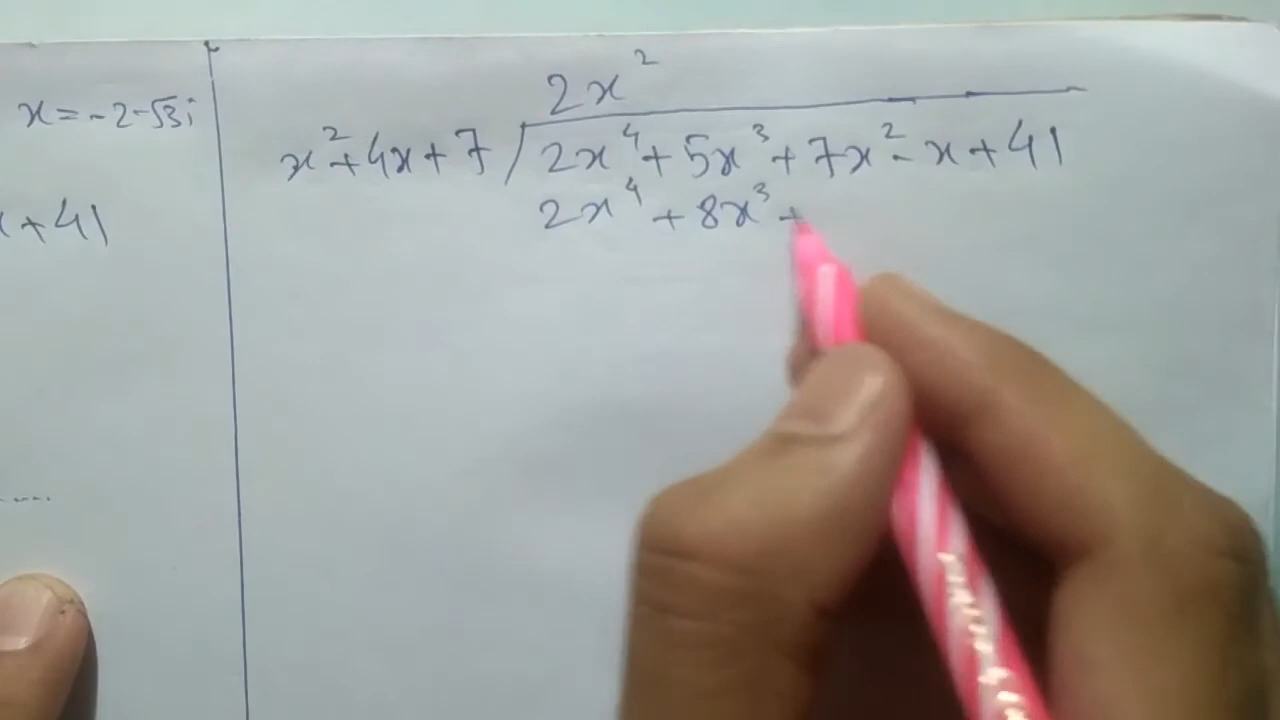 x = -2-√3i
x + 41
2x²
x² + 4x + 7 ) 2x⁴ + 5x³ + 7x² - x + 41
2x⁴ + 8x³ +